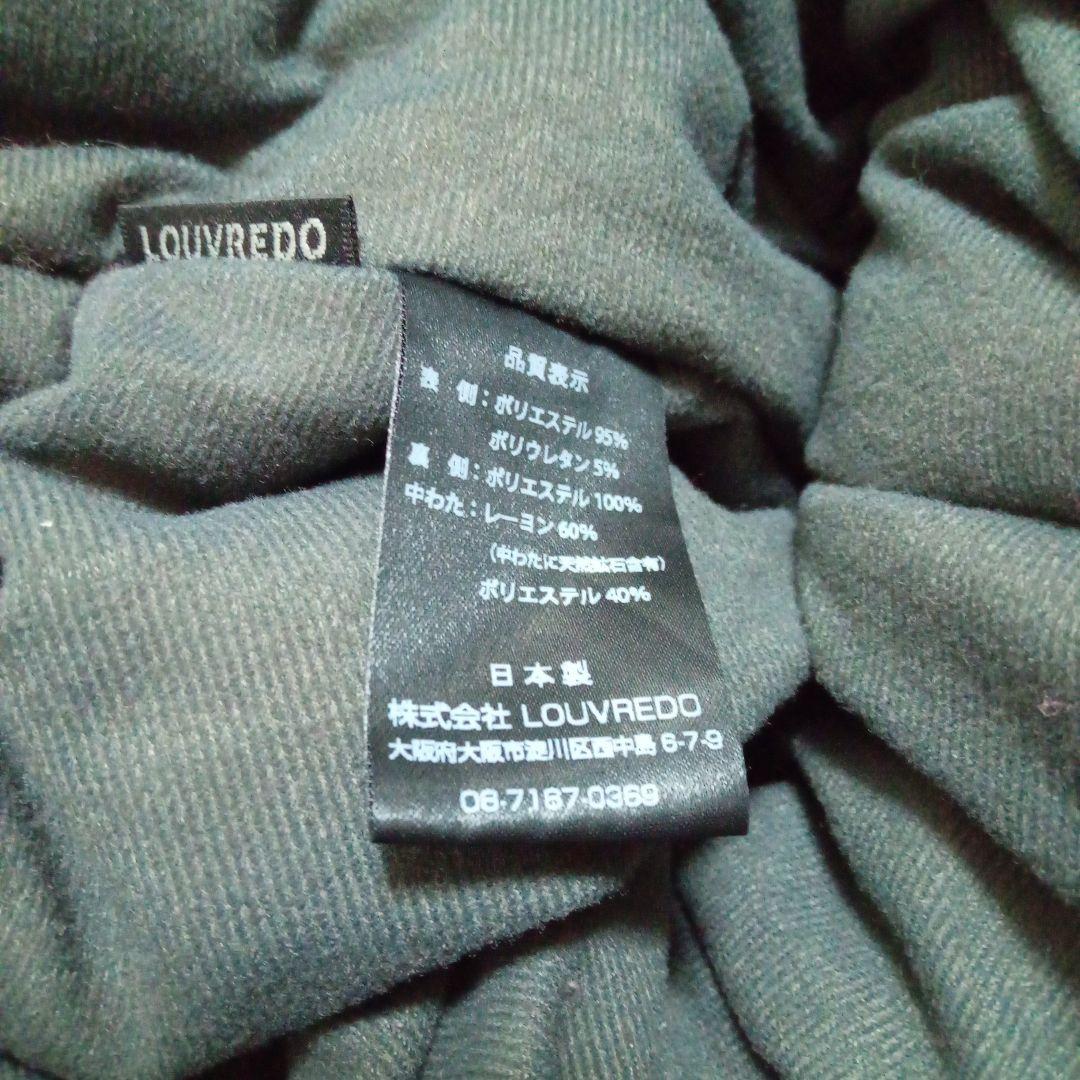 LOUVREDO
品質表示
表 側：ポリエステル 95%
ポリウレタン 5%
裏 側：ポリエステル 100%
中わた：レーヨン 60%
（中わたに天然鉱石含有）
ポリエステル 40%
日本製
株式会社 LOUVREDO
大阪府大阪市淀川区西中島 6-7-9
06-7167-0369